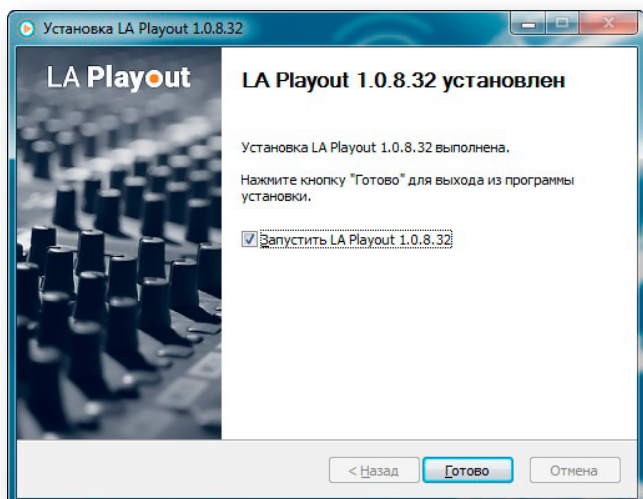 Установка LA Playout 1.0.8.32
LA Playout
LA Playout 1.0.8.32 установлен
Установка LA Playout 1.0.8.32 выполнена.
Нажмите кнопку "Готово" для выхода из программы
установки.
Запустить LA Playout 1.0.8.32
< Назад
Готово
Отмена